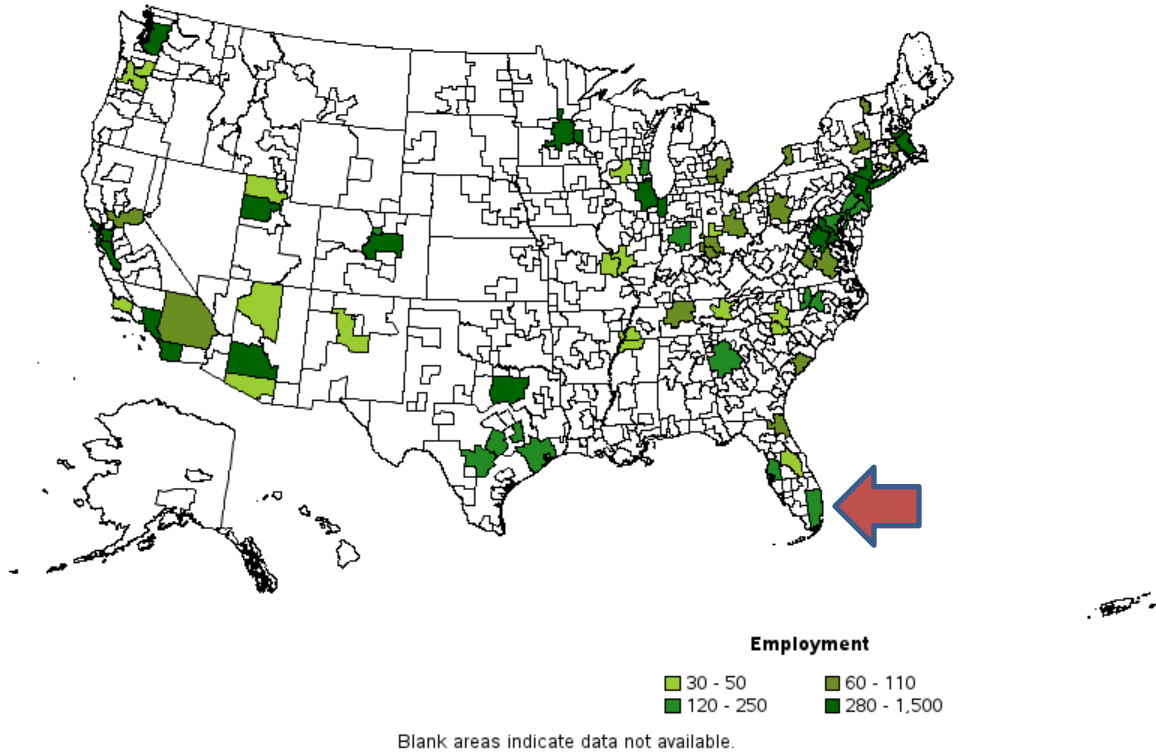 Employment
30 - 50
60 - 110
120 - 250
280 - 1,500
Blank areas indicate data not available.